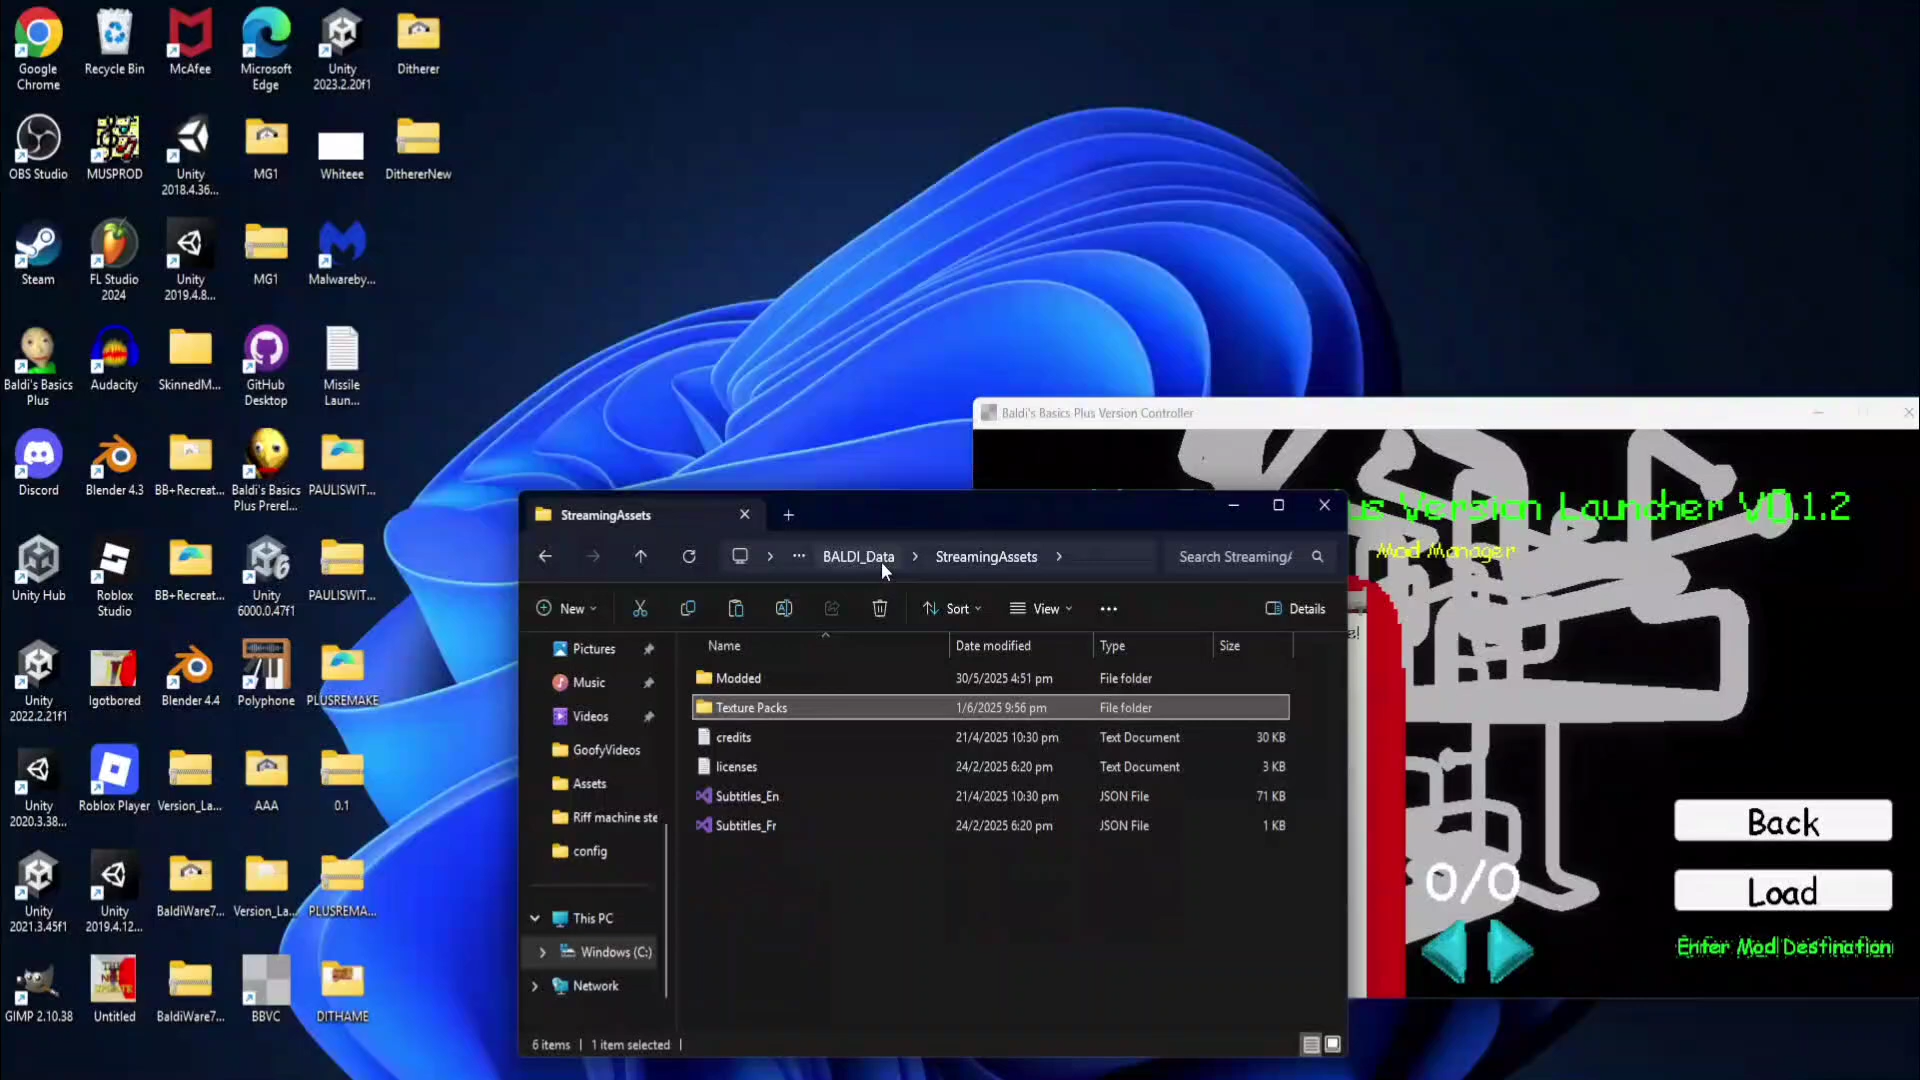 Google Chrome
Recycle Bin
McAfee
Microsoft Edge
Unity 2023.2.20f1
Ditherer
OBS Studio
MUSPROD
Unity 2018.4.36...
MG1
Whiteee
DithererNew
Steam
FL Studio 2024
Unity 2019.4.8...
MG1
Malwareby...
Baldi's Basics Plus
Audacity
SkinnedM...
GitHub Desktop
Missile Laun...
Discord
Blender 4.3
BB+Recreat...
Baldi's Basics Plus Prerel...
PAULISWIT...
Unity Hub
Roblox Studio
BB+Recreat...
Unity 6000.0.47f1
PAULISWIT...
Unity 2022.2.21f1
Igotbored
Blender 4.4
Polyphone
PLUSREMAKE
Unity 2020.3.38...
Roblox Player
Version_La...
AAA
0.1
Unity 2021.3.45f1
Unity 2019.4.12...
BaldiWare7...
Version_La...
PLUSREMA...
GIMP 2.10.38
Untitled
BaldiWare7...
BBVC
DITHAME
Baldi's Basics Plus Version Controller
Version Launcher V0.1.2
Mod Manager
Back
Load
0/0
Enter Mod Destination
StreamingAssets
BALDI_Data
StreamingAssets
Search StreamingA
New
Sort
View
Details
Name
Date modified
Type
Size
Pictures
Music
Videos
GoofyVideos
Assets
Riff machine ste
config
This PC
Windows (C:)
Network
Modded 30/5/2025 4:51 pm File folder
Texture Packs 1/6/2025 9:56 pm File folder
credits 21/4/2025 10:30 pm Text Document 30 KB
licenses 24/2/2025 6:20 pm Text Document 3 KB
Subtitles_En 21/4/2025 10:30 pm JSON File 71 KB
Subtitles_Fr 24/2/2025 6:20 pm JSON File 1 KB
6 items
1 item selected